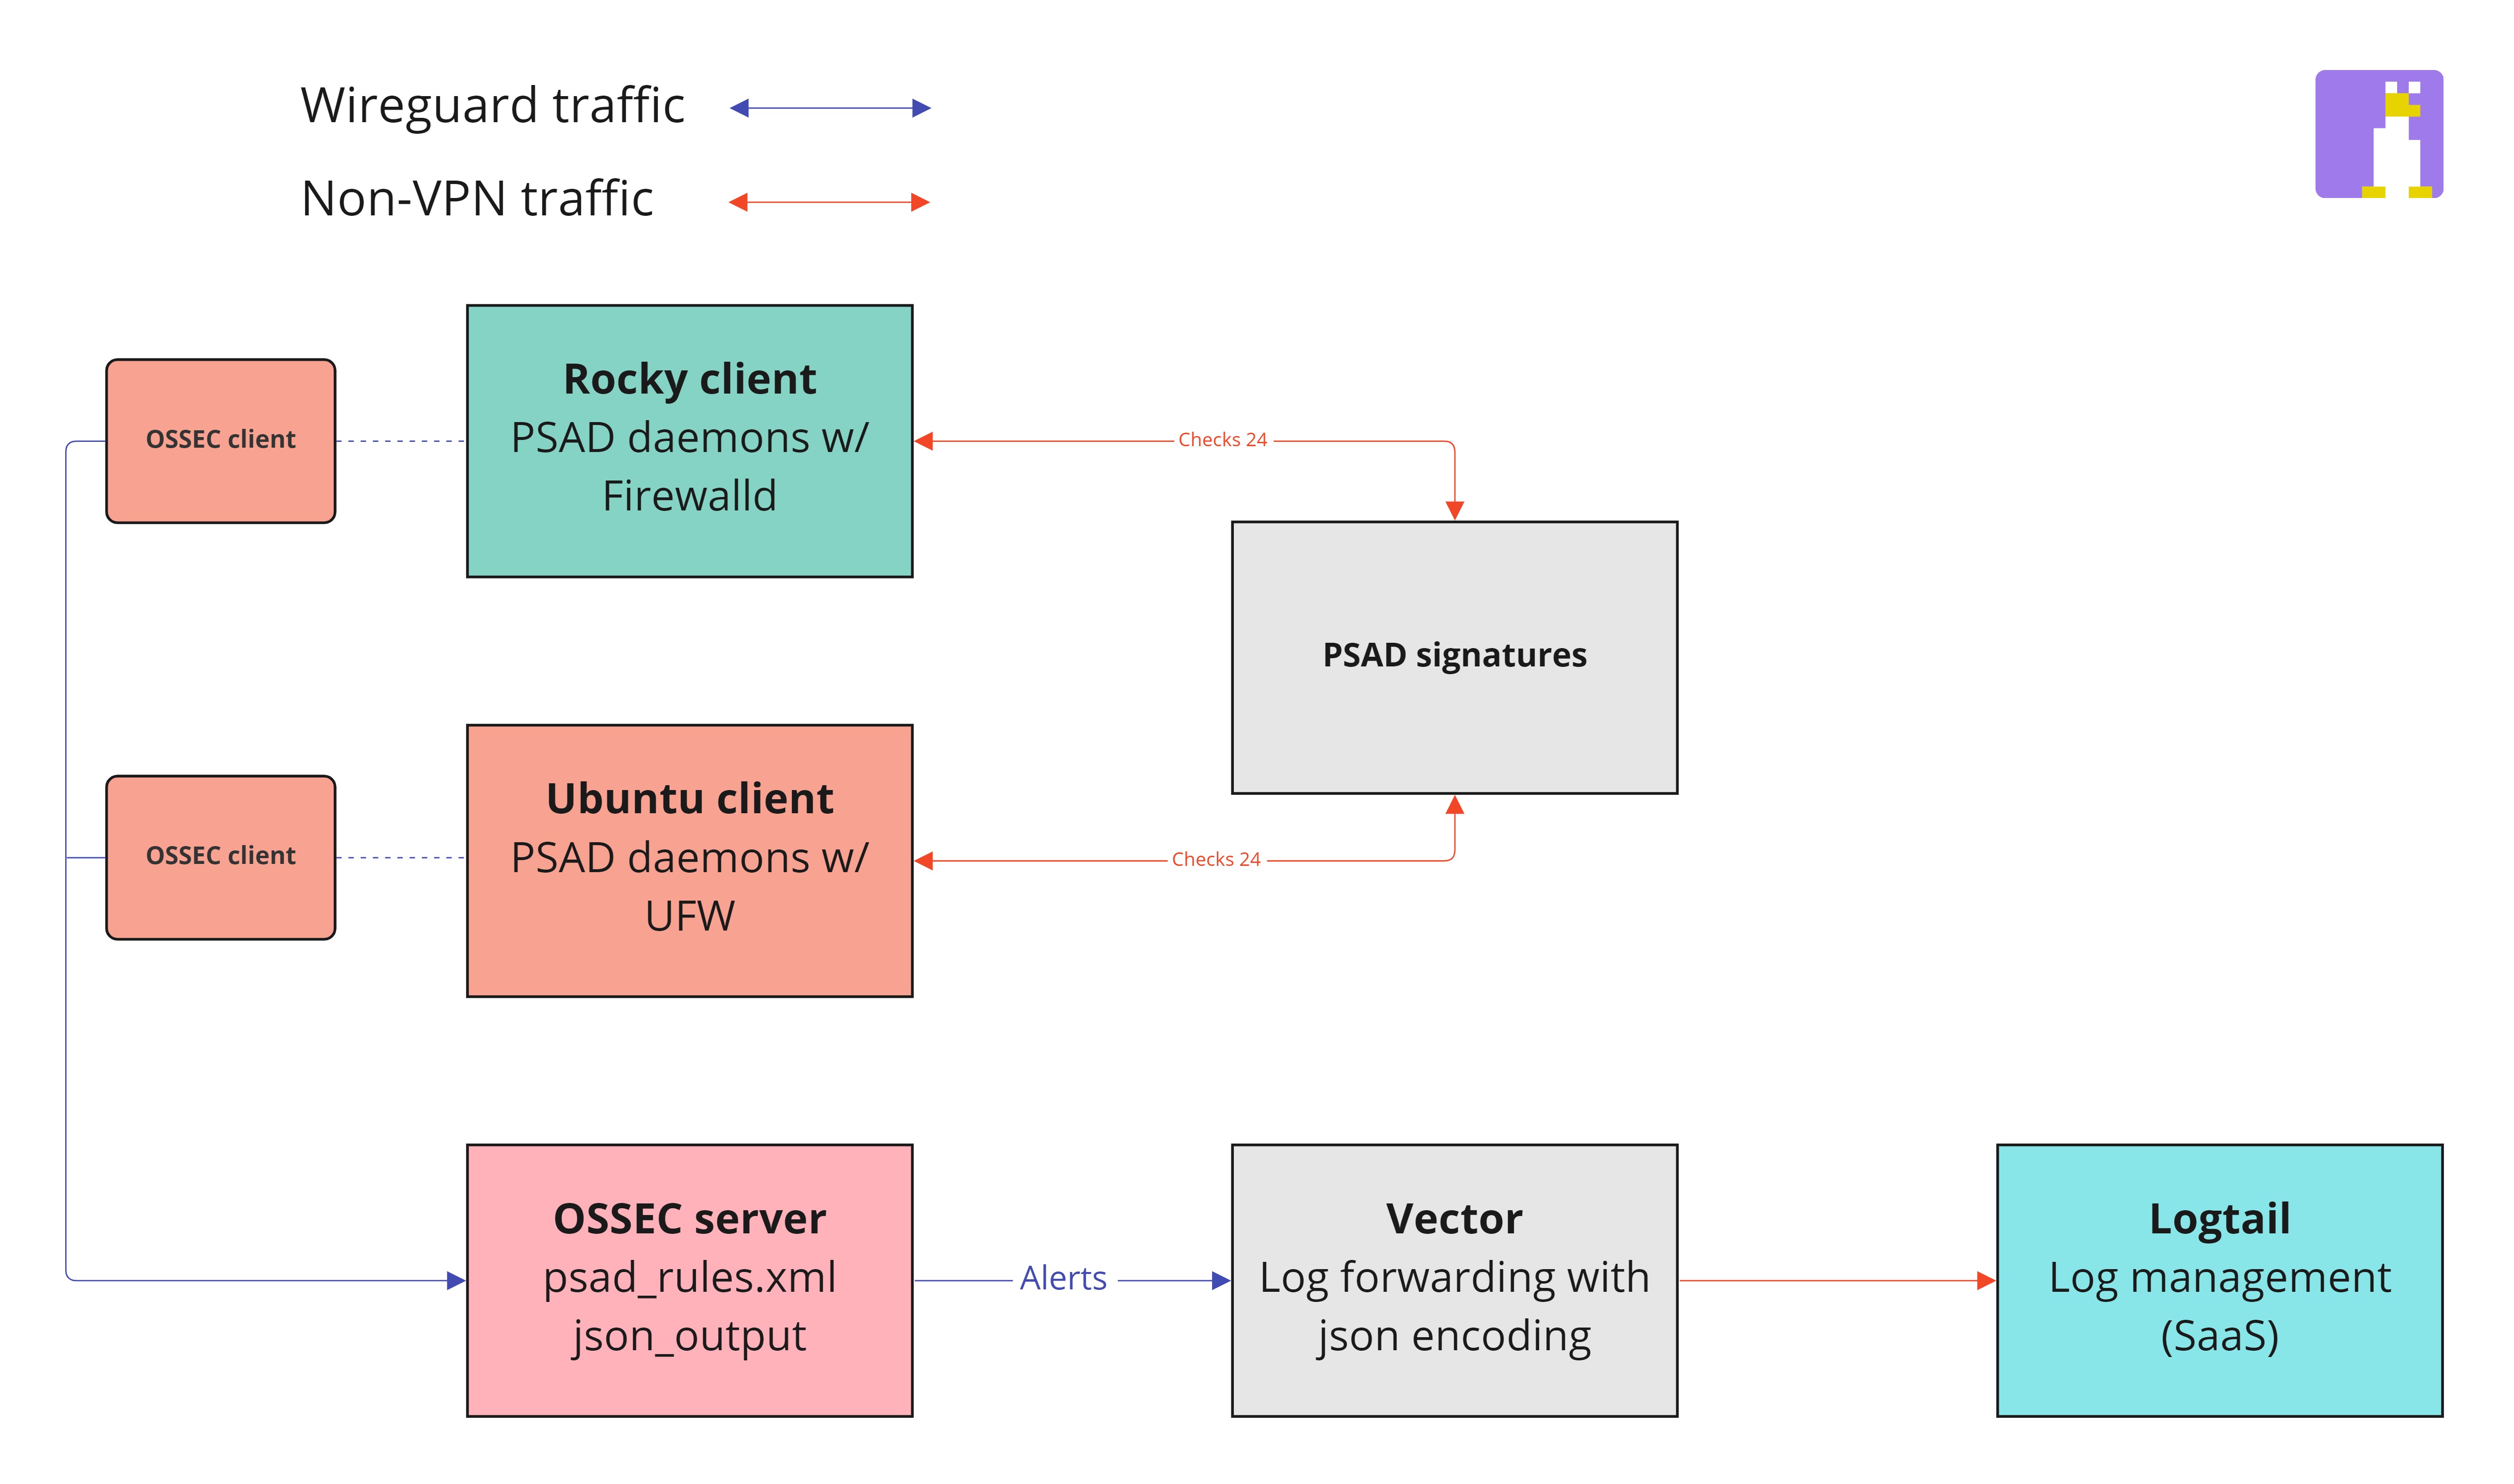 Wireguard traffic
Non-VPN traffic
OSSEC client
Rocky client
PSAD daemons w/
Firewalld
Checks 24
PSAD signatures
OSSEC client
Ubuntu client
PSAD daemons w/
UFW
Checks 24
OSSEC server
psad_rules.xml
json_output
Alerts
Vector
Log forwarding with
json encoding
Logtail
Log management
(SaaS)